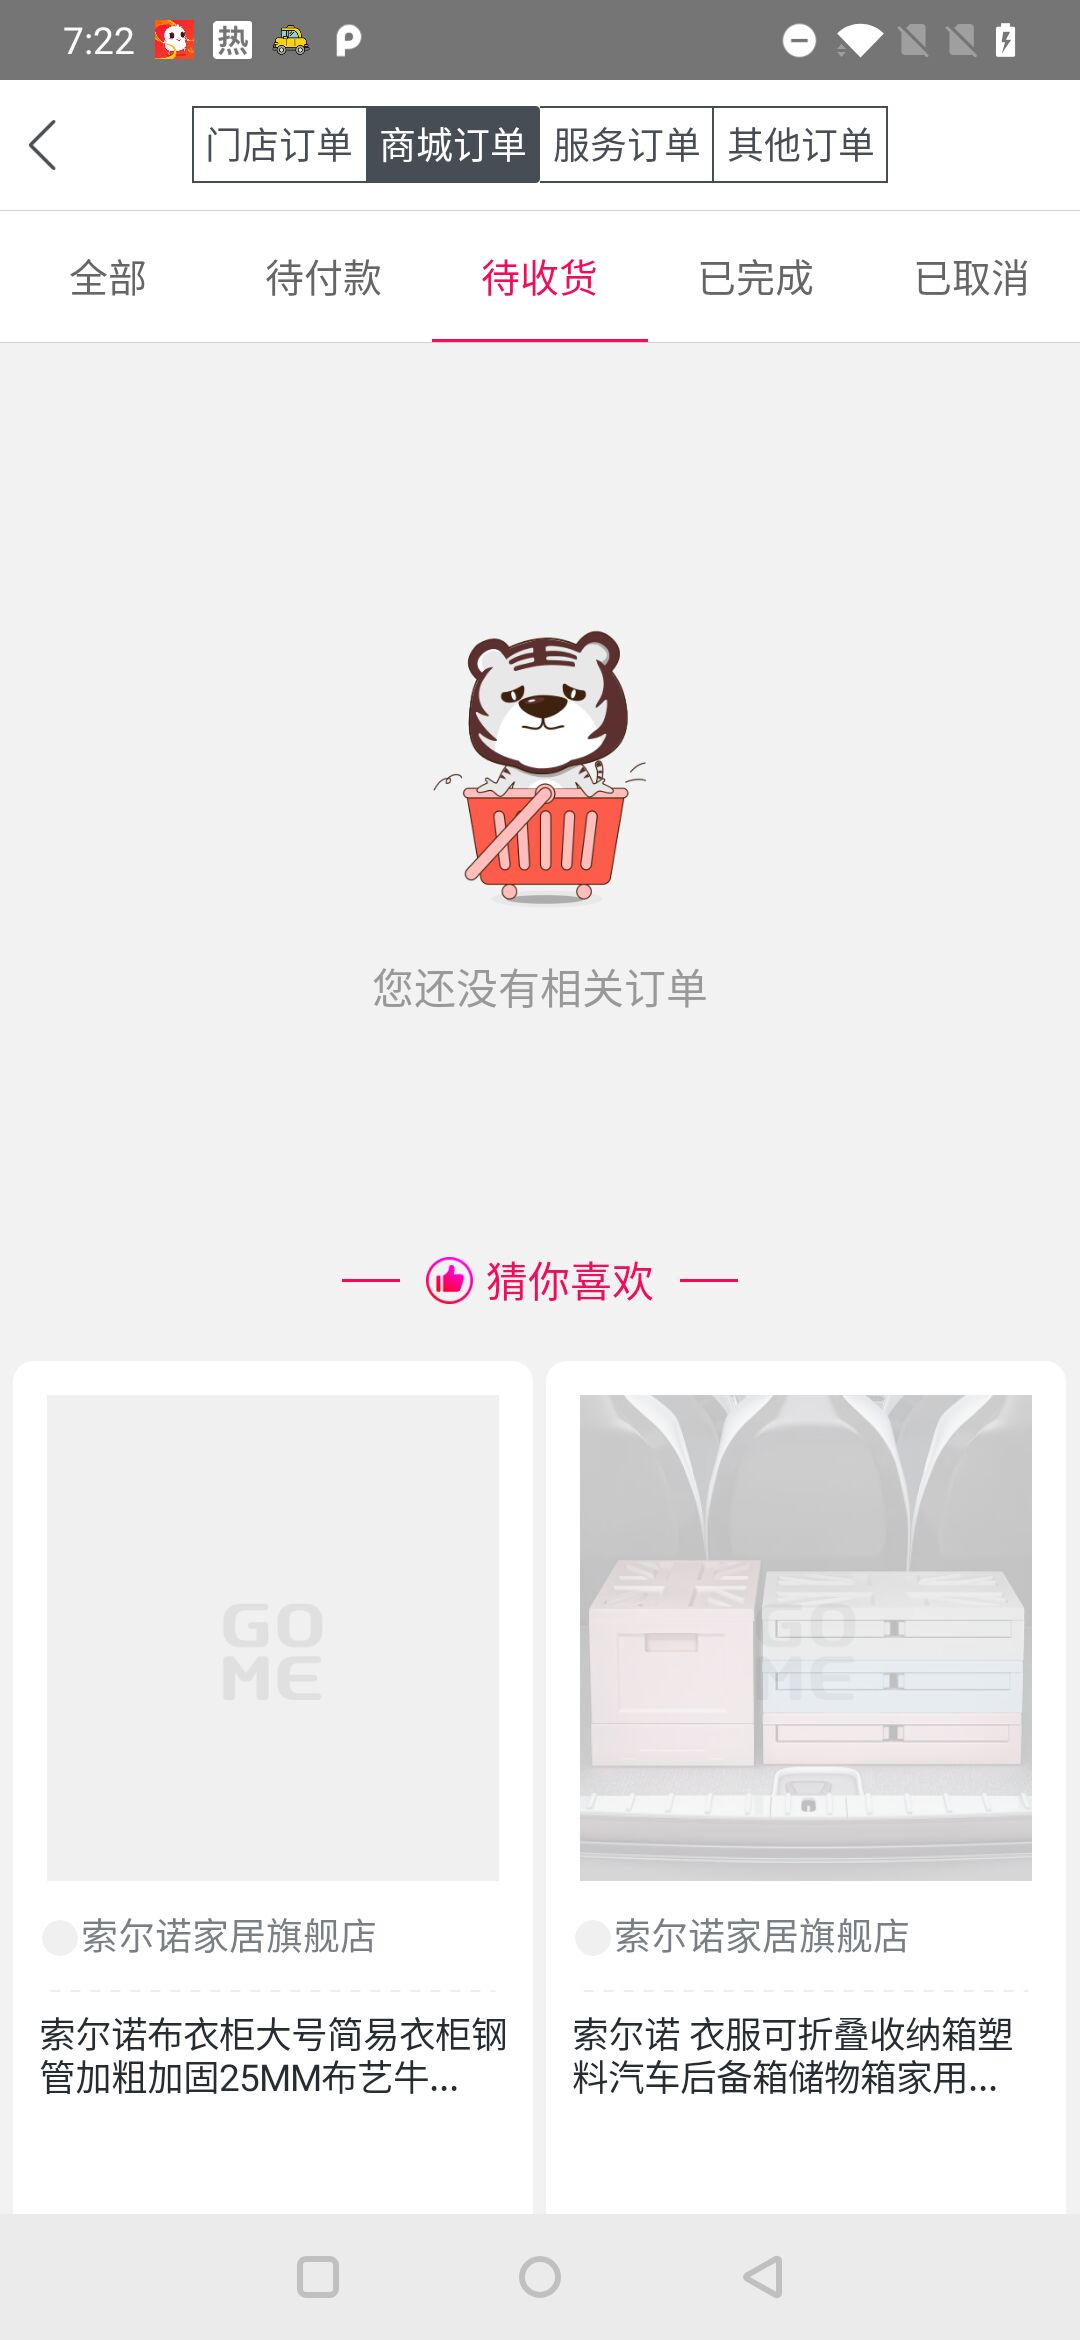 7:22 热
门店订单 商城订单 服务订单 其他订单
全部 待付款 待收货 已完成 已取消
您还没有相关订单
猜你喜欢
GO
ME
GO
ME
索尔诺家居旗舰店
索尔诺布衣柜大号简易衣柜钢
管加粗加固25MM布艺牛...
索尔诺家居旗舰店
索尔诺 衣服可折叠收纳箱塑
料汽车后备箱储物箱家用...